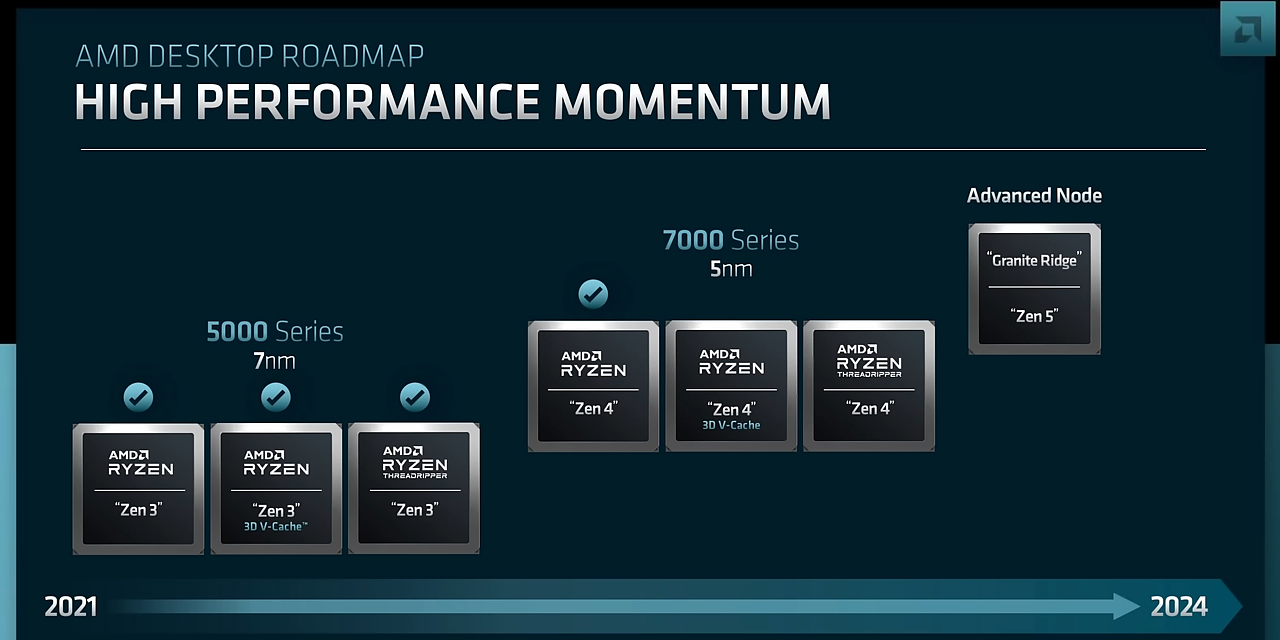 AMD DESKTOP ROADMAP
HIGH PERFORMANCE MOMENTUM
Advanced Node
"Granite Ridge"
"Zen 5"
7000 Series
5nm
AMD
RYZEN
"Zen 4"
AMD
RYZEN
"Zen 4"
3D V-Cache
AMD
RYZEN
THREADRIPPER
"Zen 4"
5000 Series
7nm
AMD
RYZEN
"Zen 3"
AMD
RYZEN
"Zen 3"
3D V-Cache™
AMD
RYZEN
THREADRIPPER
"Zen 3"
2021
2024